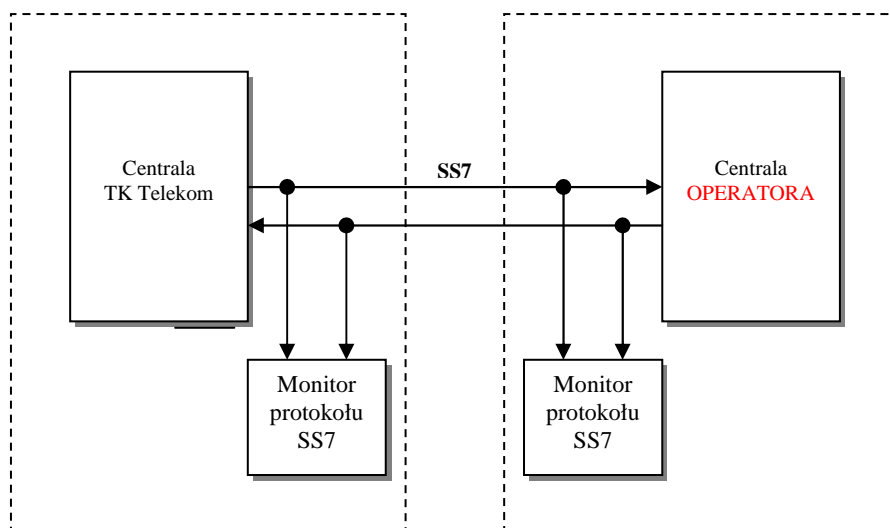 SS7
Centrala
TK Telekom
Centrala
OPERATORA
Monitor
protokołu
SS7
Monitor
protokołu
SS7